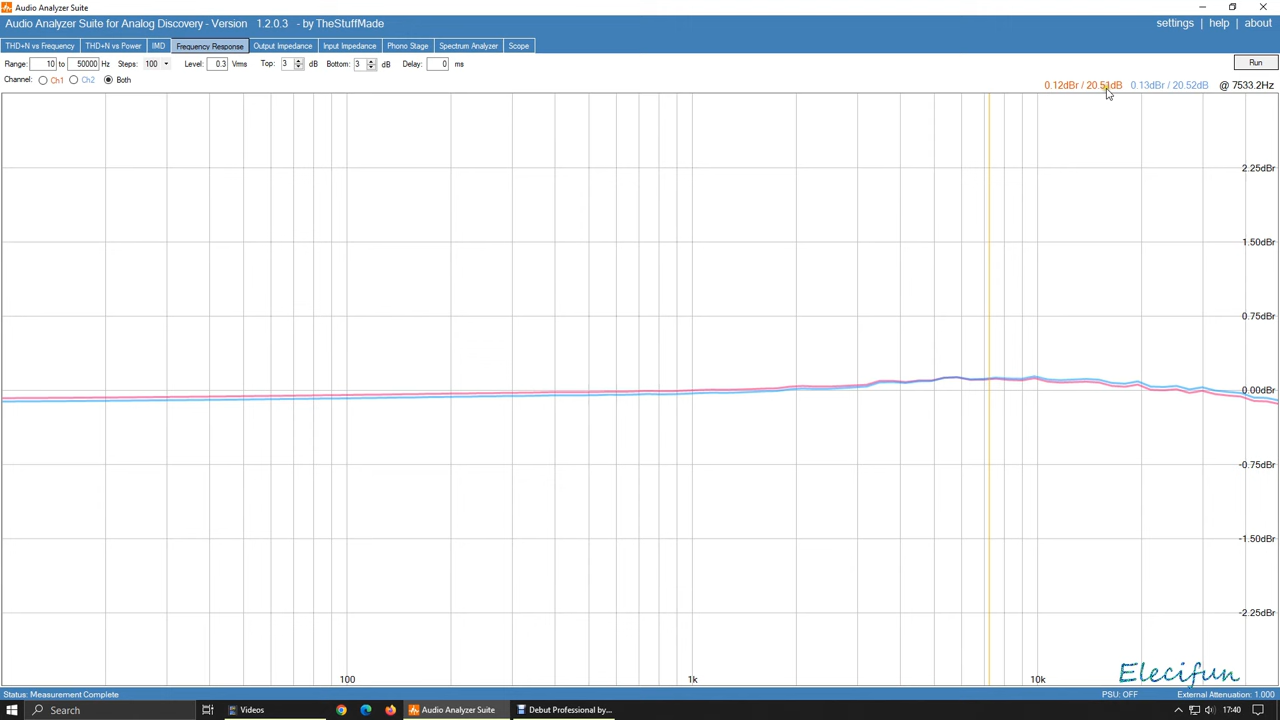 Audio Analyzer Suite
Audio Analyzer Suite for Analog Discovery - Version 1.2.0.3 - by TheStuffMade
settings | help | about
THD+N vs Frequency THD+N vs Power IMD Frequency Response Output Impedance Input Impedance Phono Stage Spectrum Analyzer Scope
Range: 10 to 50000 Hz Steps: 100 Level: 0.3 Vrms Top: 3 dB Bottom: 3 dB Delay: 0 ms Run
Channel: Ch1 Ch2 Both
0.12dBr / 20.51dB 0.13dBr / 20.52dB @ 7533.2Hz
2.25dBr
1.50dBr
0.75dBr
0.00dBr
-0.75dBr
-1.50dBr
-2.25dBr
100 1k 10k
Elecifun
Status: Measurement Complete PSU: OFF External Attenuation: 1.000
Search Videos Audio Analyzer Suite Debut Professional by... 17:40